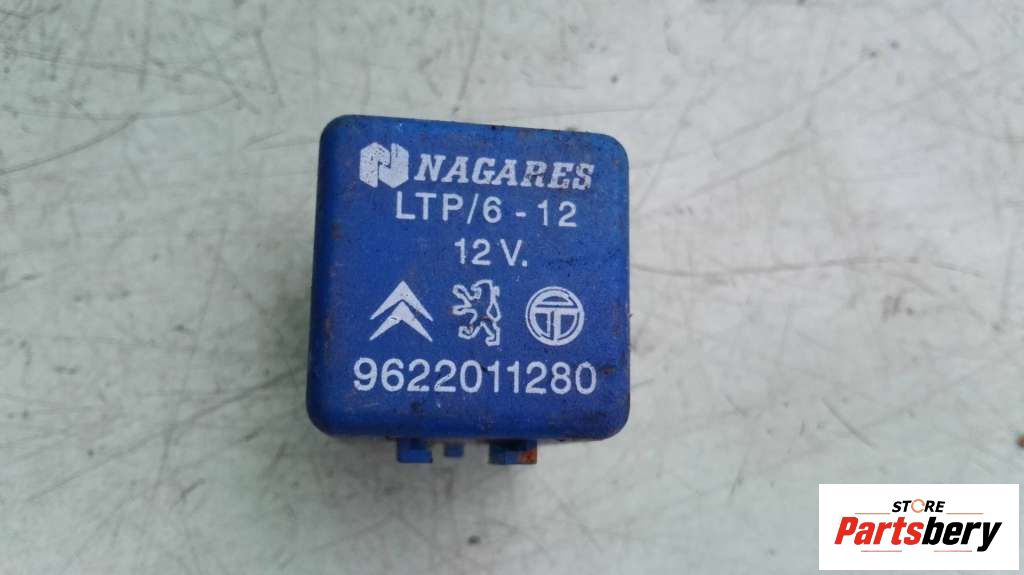 NAGARES
LTP/6 - 12
12 V.
9622011280
STORE
Partsbery